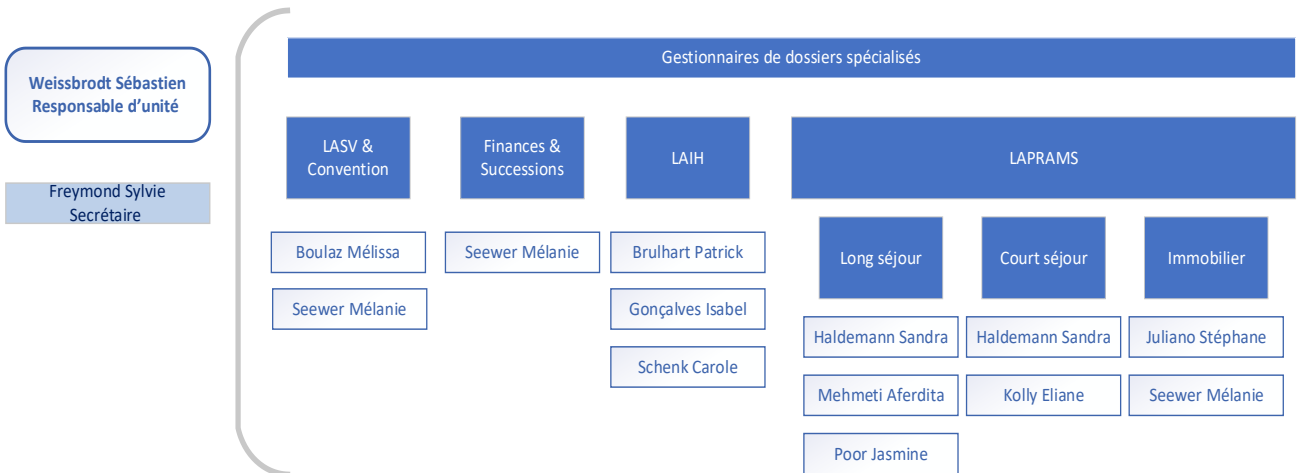 Weissbrodt Sébastien
Responsable d’unité
Freymond Sylvie
Secrétaire
Gestionnaires de dossiers spécialisés
LASV &
Convention
Boulaz Mélissa
Seewer Mélanie
Finances &
Successions
Seewer Mélanie
LAIH
Brulhart Patrick
Gonçalves Isabel
Schenk Carole
LAPRAMS
Long séjour
Haldemann Sandra
Mehmeti Aferdita
Poor Jasmine
Court séjour
Haldemann Sandra
Kolly Eliane
Immobilier
Juliano Stéphane
Seewer Mélanie